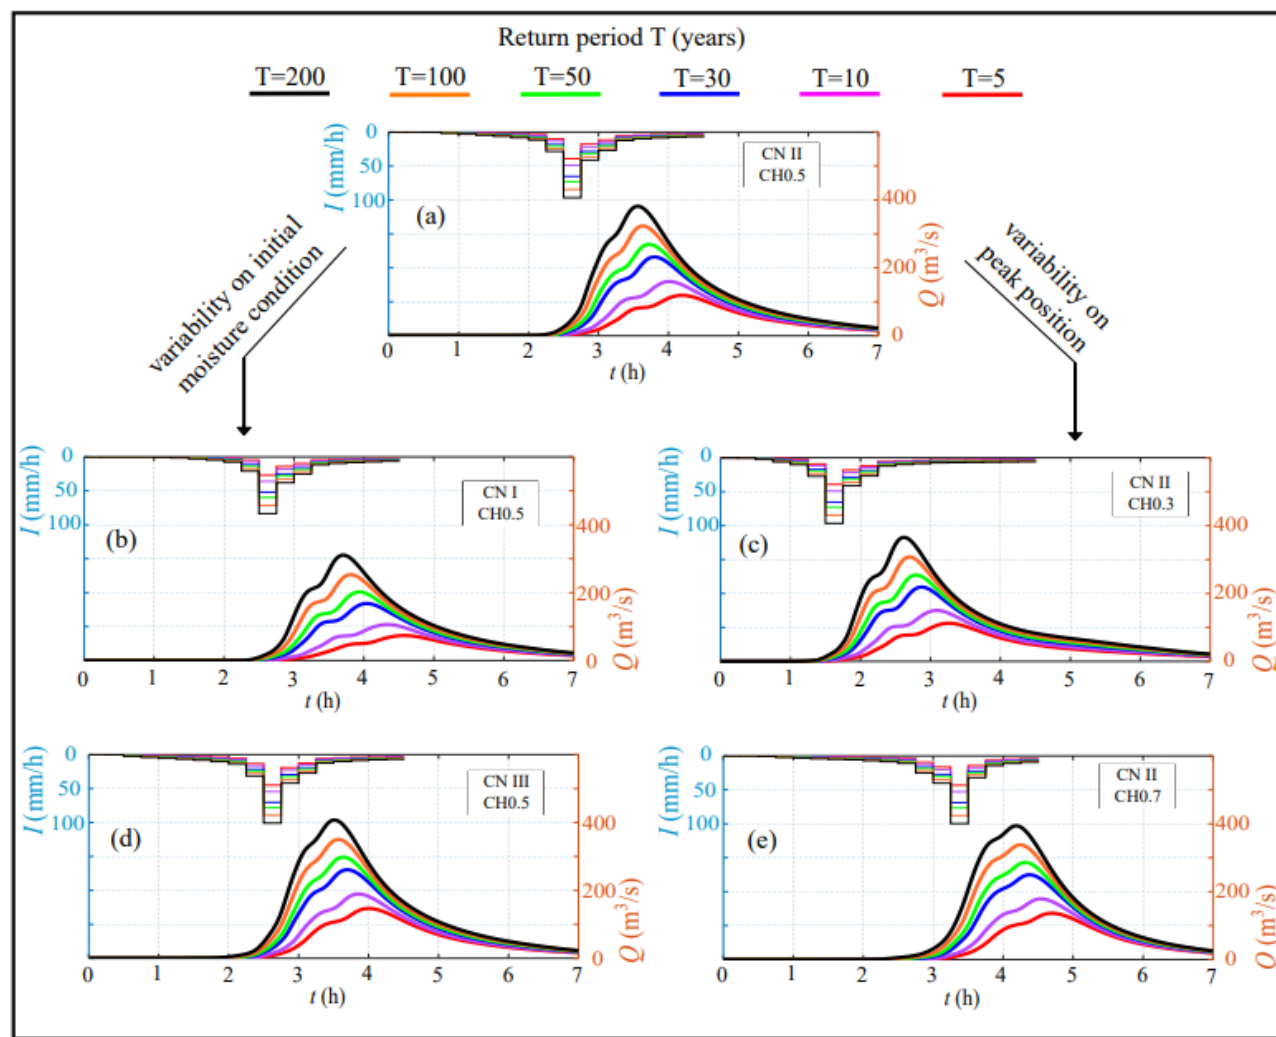 Return period T (years)
T=200 T=100 T=50 T=30 T=10 T=5
0
50
100
I (mm/h)
CN II
CH0.5
(a)
400
200
0
Q (m³/s)
0 1 2 3 4 5 6 7
t (h)
variability on initial
moisture condition
variability on
peak position
0
50
100
I (mm/h)
CN I
CH0.5
(b)
400
200
0
Q (m³/s)
0 1 2 3 4 5 6 7
t (h)
0
50
100
I (mm/h)
CN II
CH0.3
(c)
400
200
0
Q (m³/s)
0 1 2 3 4 5 6 7
t (h)
0
50
100
I (mm/h)
CN III
CH0.5
(d)
400
200
0
Q (m³/s)
0 1 2 3 4 5 6 7
t (h)
0
50
100
I (mm/h)
CN II
CH0.7
(e)
400
200
0
Q (m³/s)
0 1 2 3 4 5 6 7
t (h)